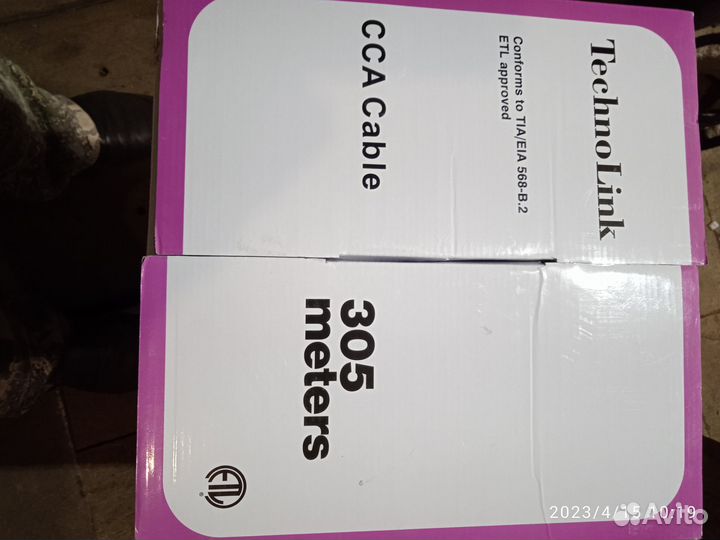 TechnoLink
Conforms to TIA/EIA 568-B.2
ETL approved
CCA Cable
305
meters
ETL
®
2023/4/15 10:19
Avito